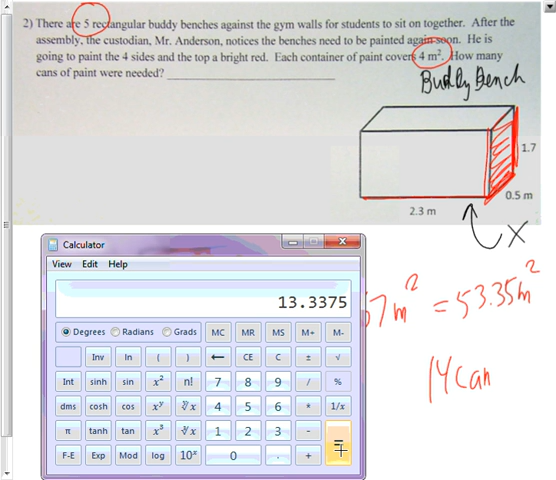 2) There are 5 rectangular buddy benches against the gym walls for students to sit on together. After the
assembly, the custodian, Mr. Anderson, notices the benches need to be painted again soon. He is
going to paint the 4 sides and the top a bright red. Each container of paint covers 4 m². How many
cans of paint were needed?
Buddy Bench
1.7
0.5 m
2.3 m
X
67m² = 53.35m²
14 can
Calculator
View Edit Help
13.3375
Degrees Radians Grads MC MR MS M+ M-
Inv ln ( ) ← CE C ± √
Int sinh sin x² n! 7 8 9 / %
dms cosh cos xʸ ʸ√x 4 5 6 * 1/x
π tanh tan x³ ³√x 1 2 3 - =
F-E Exp Mod log 10ˣ 0 . +